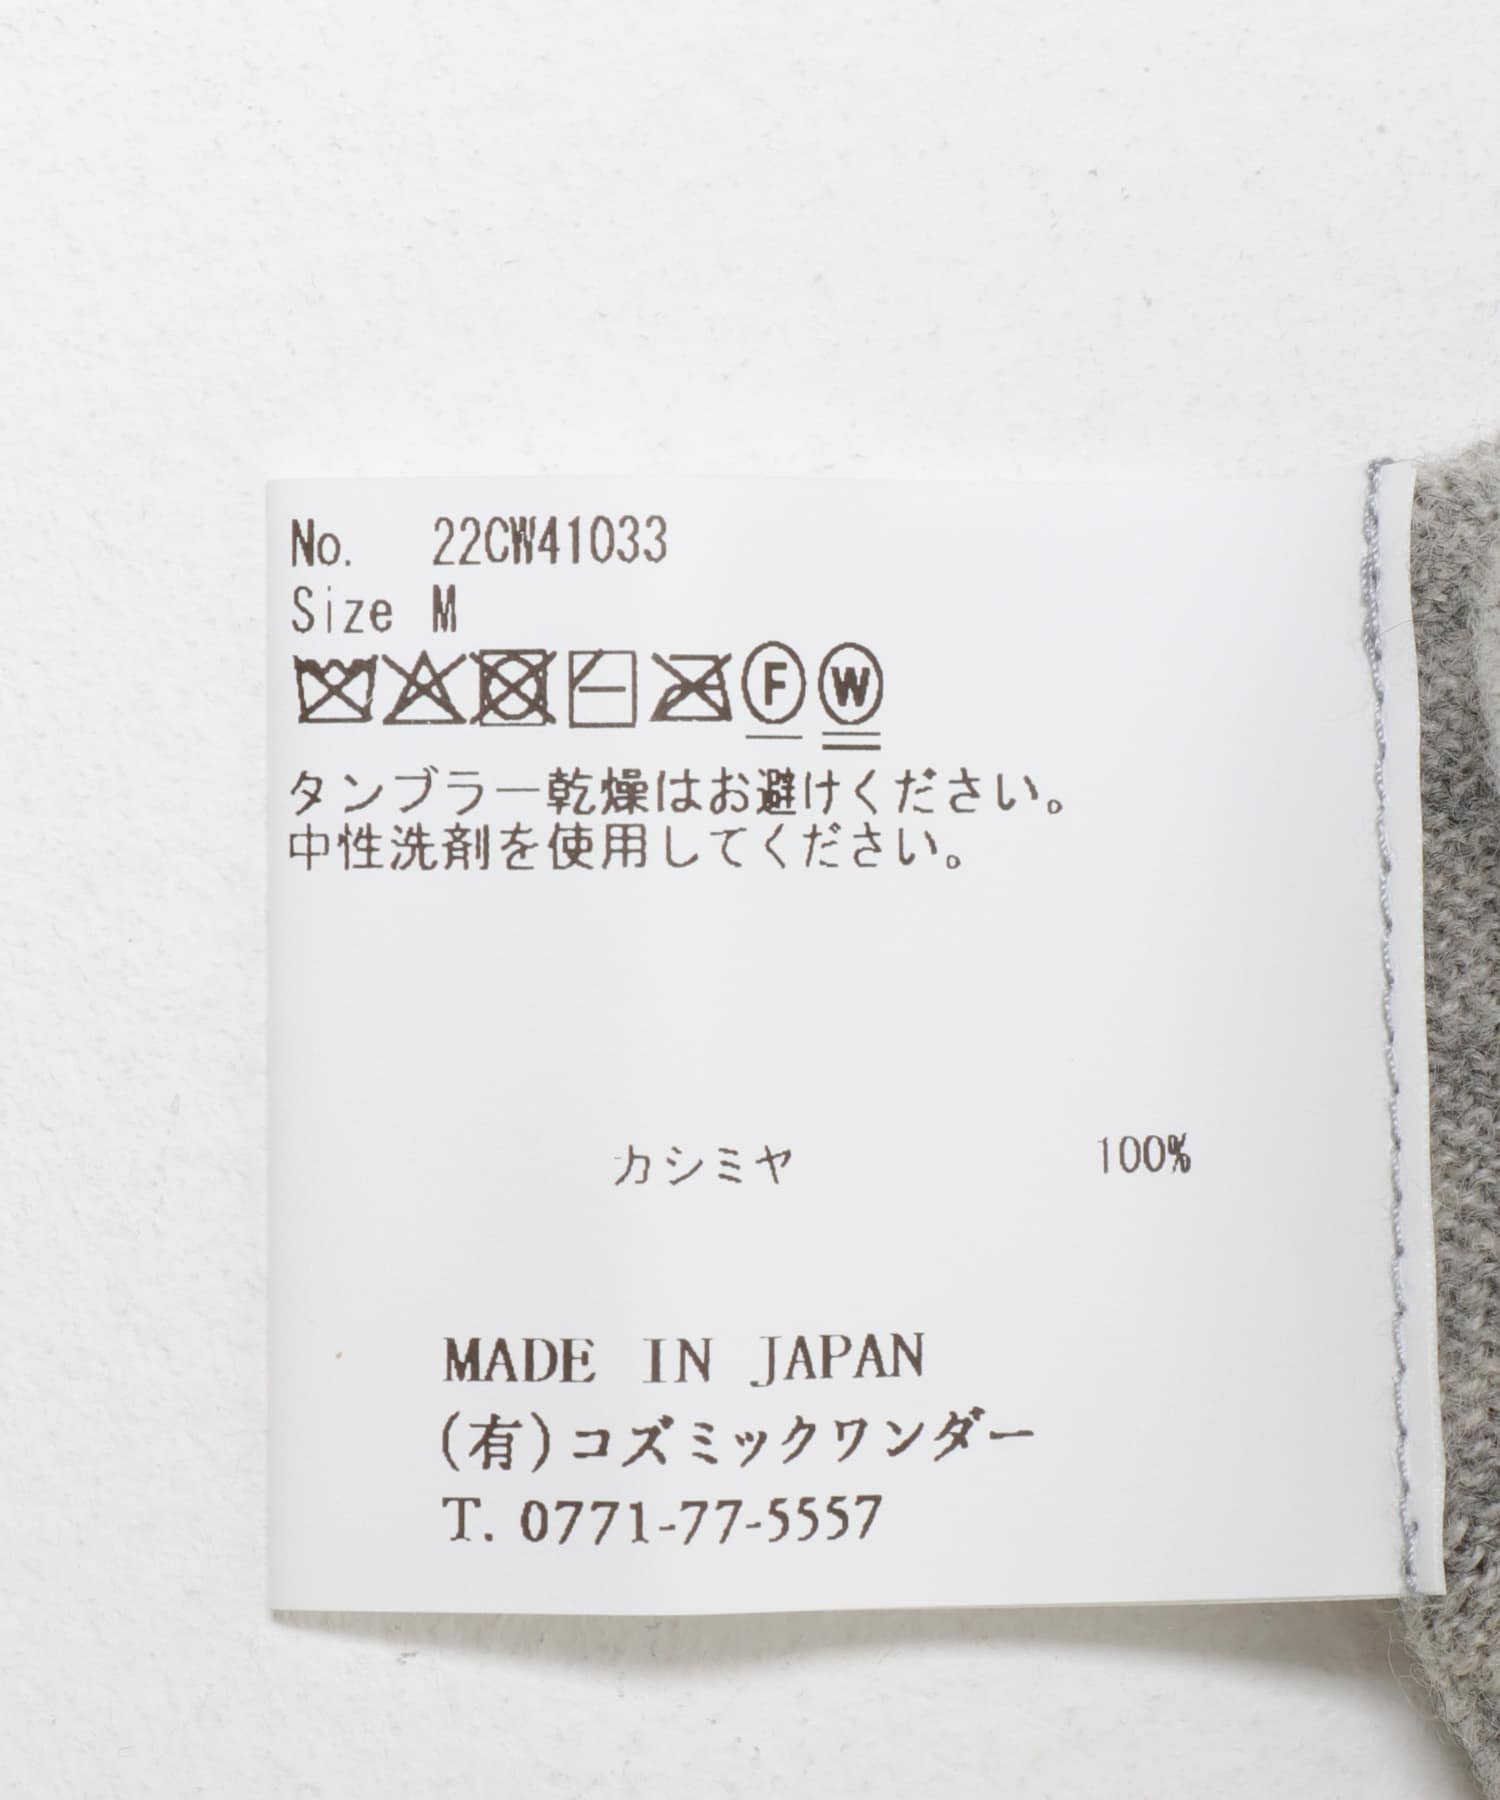 No. 22CW41033
Size M
F W
タンブラー乾燥はお避けください。
中性洗剤を使用してください。
カシミヤ 100%
MADE IN JAPAN
(有)コズミックワンダー
T. 0771-77-5557